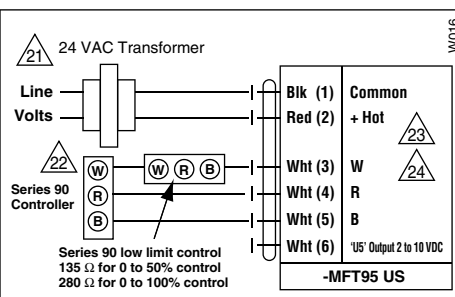 W016
21 24 VAC Transformer
Line
Volts
Blk (1) Common
Red (2) + Hot
23
22
W
W R B
Wht (3) W
24
Series 90
Controller
R
Wht (4) R
B
Wht (5) B
Wht (6) 'U5' Output 2 to 10 VDC
Series 90 low limit control
135 Ω for 0 to 50% control
280 Ω for 0 to 100% control
-MFT95 US